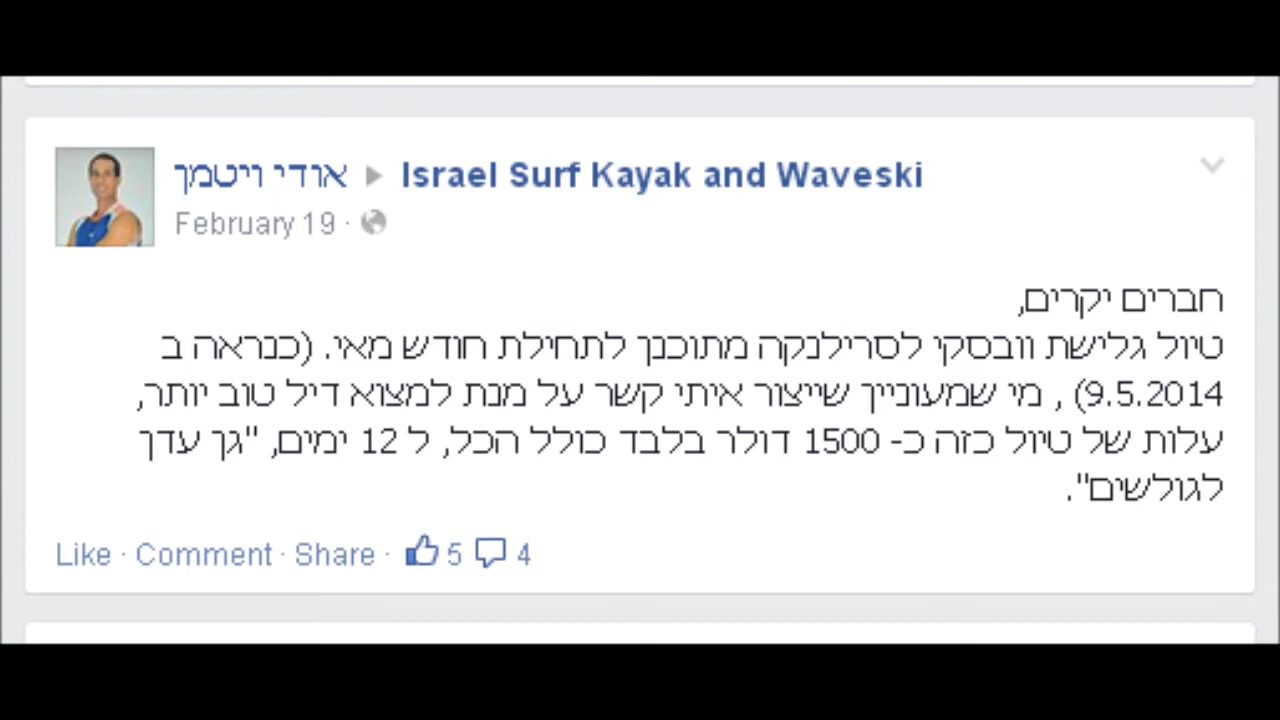 אודי ויטמן ▸ Israel Surf Kayak and Waveski
February 19 ·
חברים יקרים,
טיול גלישת וובסקי לסרילנקה מתוכנן לתחילת חודש מאי. (כנראה ב
9.5.2014) , מי שמעוניין שייצור איתי קשר על מנת למצוא דיל טוב יותר,
עלות של טיול כזה כ- 1500 דולר בלבד כולל הכל, ל 12 ימים, "גן עדן
לגולשים".
Like · Comment · Share · 5 4